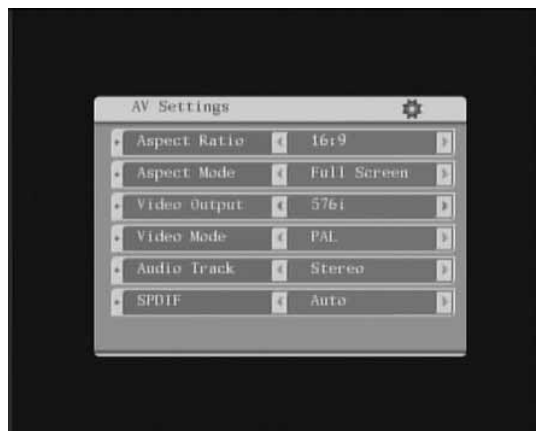 AV Settings
Aspect Ratio 16:9
Aspect Mode Full Screen
Video Output 576i
Video Mode PAL
Audio Track Stereo
SPDIF Auto